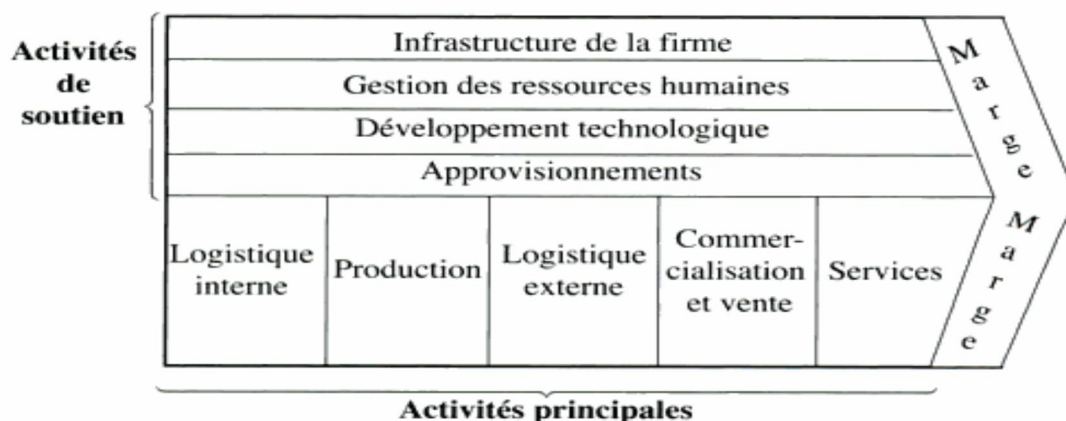 Activités
de
soutien
Infrastructure de la firme
Gestion des ressources humaines
Développement technologique
Approvisionnements
Marge
Logistique
interne
Production
Logistique
externe
Commer-
cialisation
et vente
Services
Marge
Activités principales